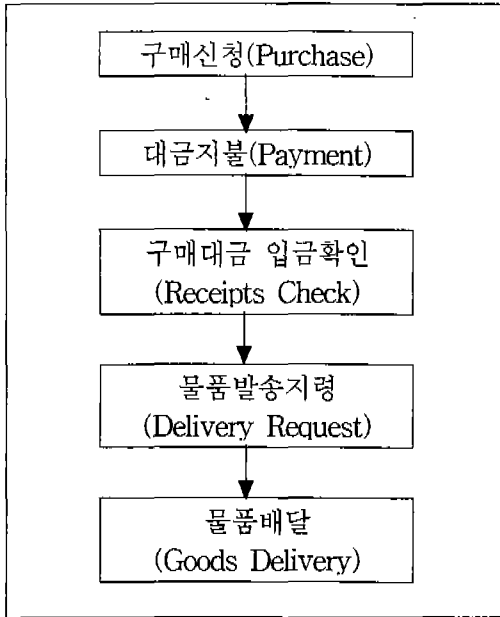 구매신청(Purchase)
대금지불(Payment)
구매대금 입금확인
(Receipts Check)
물품발송지령
(Delivery Request)
물품배달
(Goods Delivery)